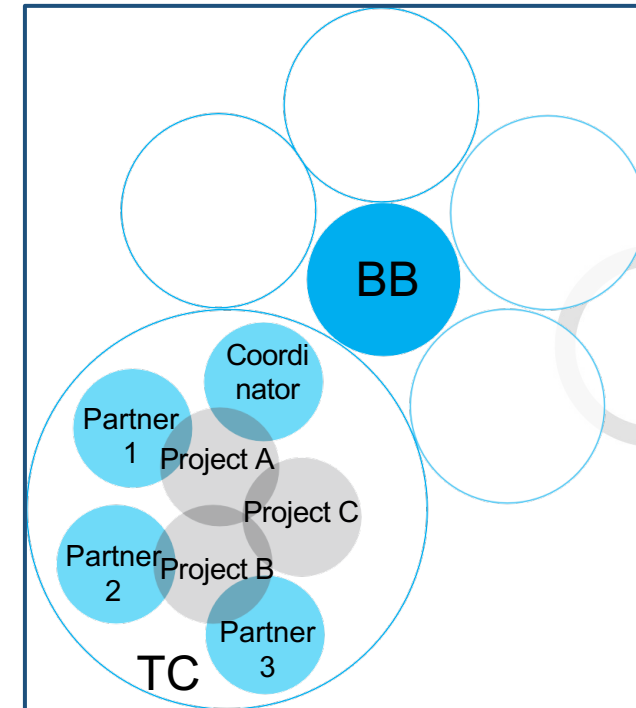 BB
Coordi
nator
Partner
1
Project A
Project C
Partner
2
Project B
Partner
3
TC